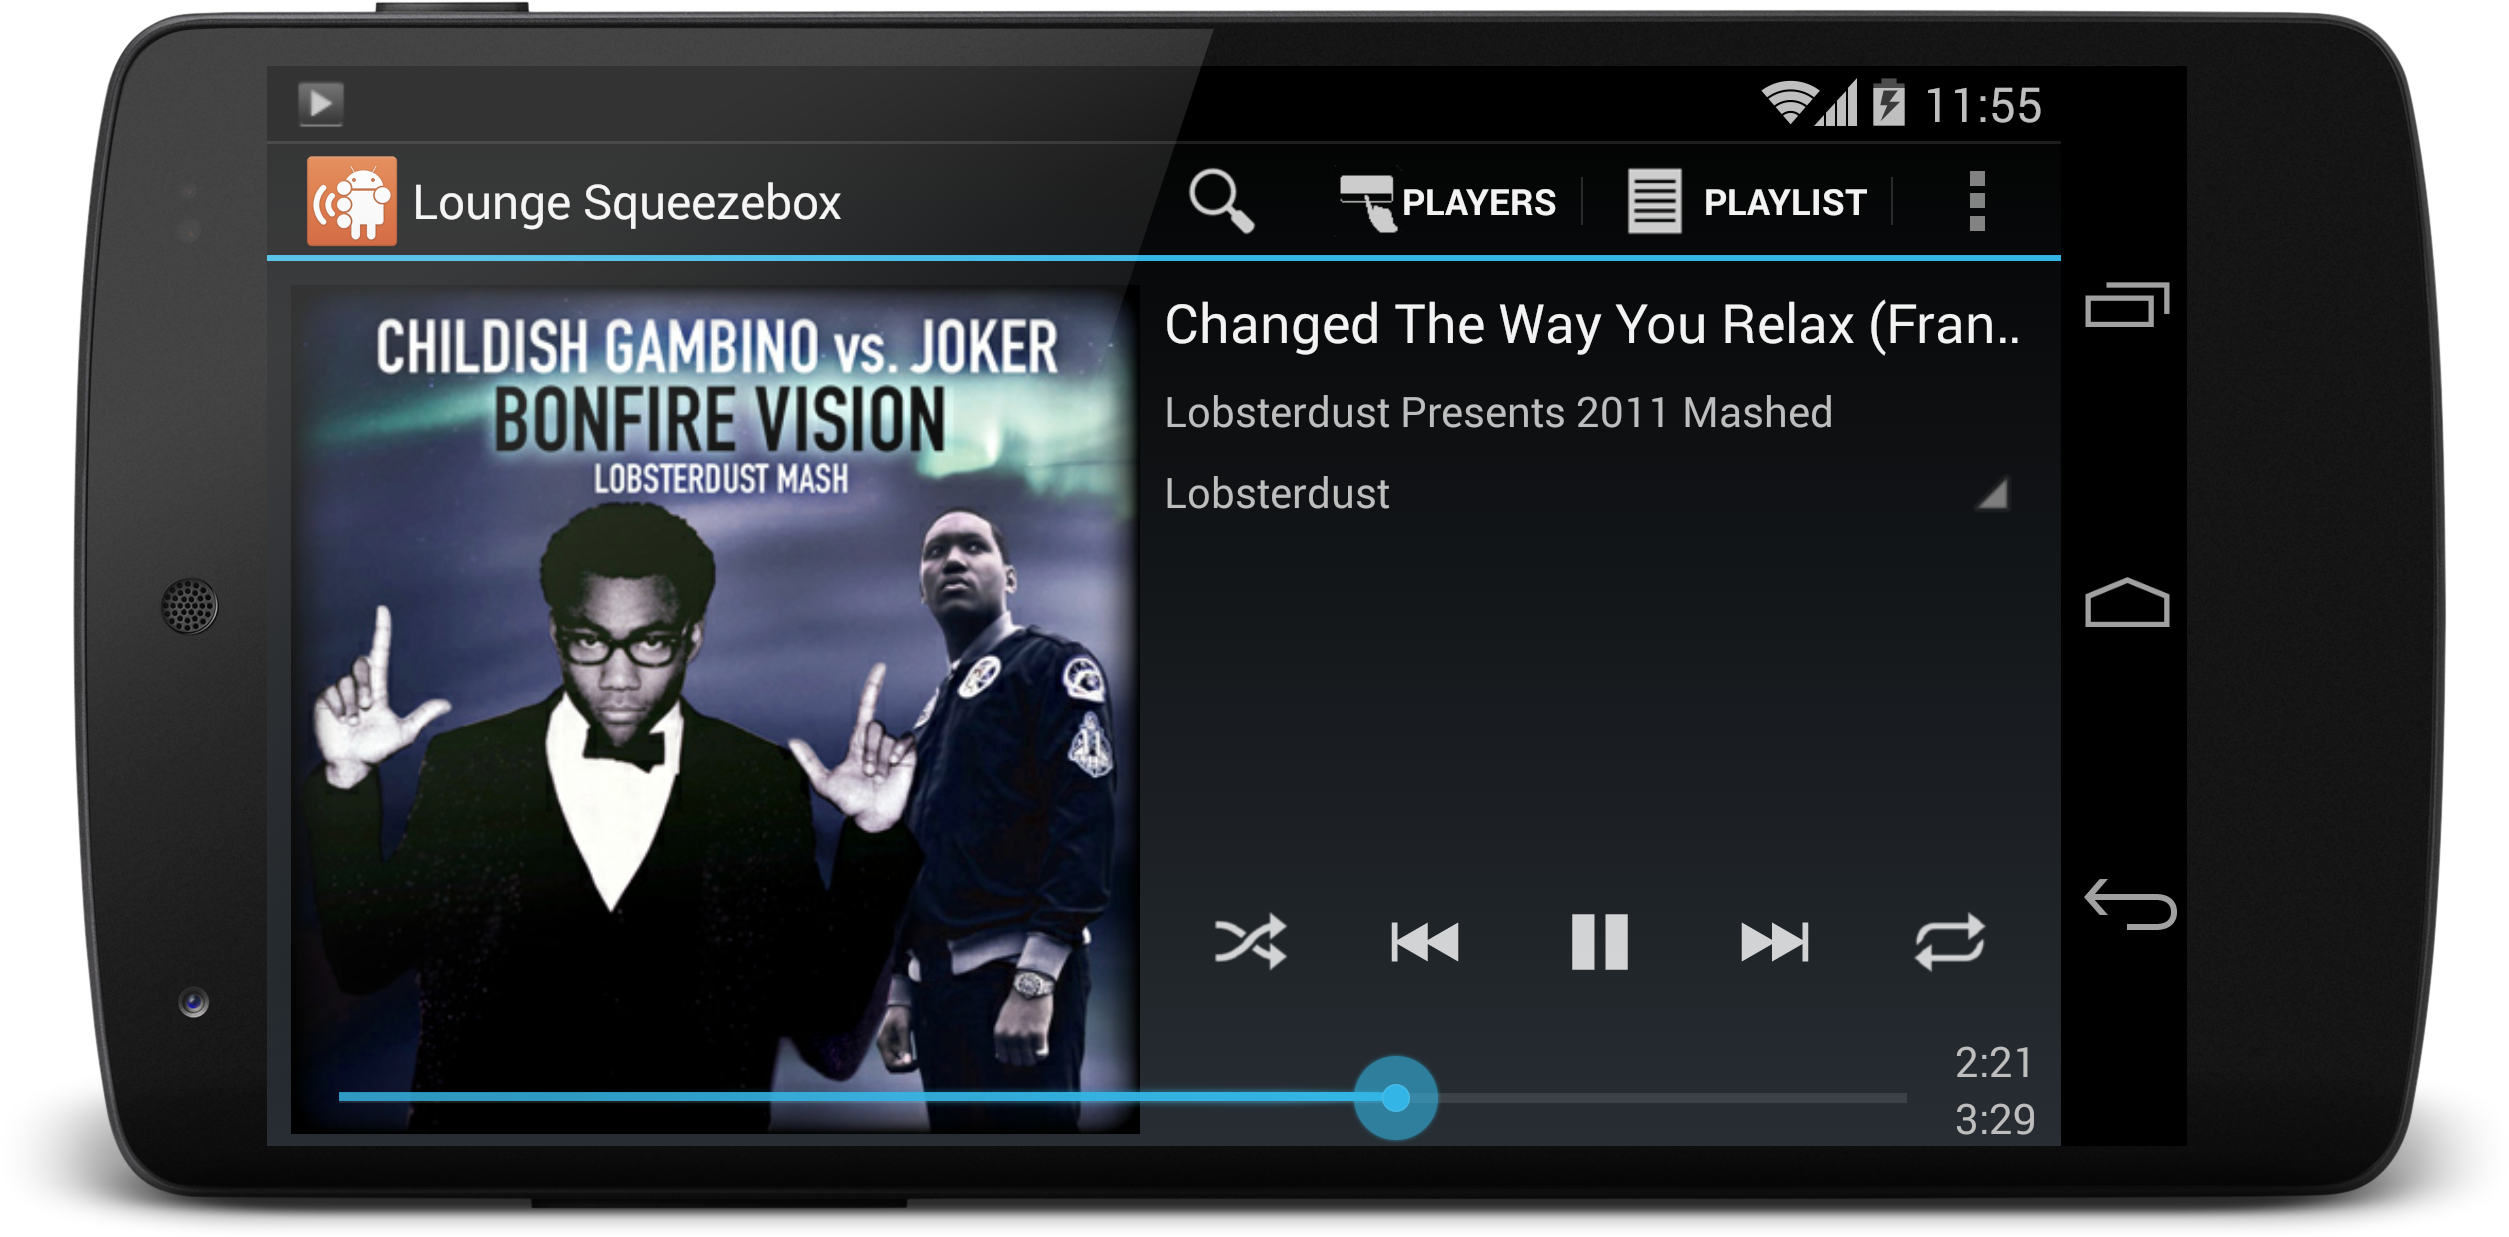 11:55
Lounge Squeezebox
PLAYERS
PLAYLIST
CHILDISH GAMBINO vs. JOKER
BONFIRE VISION
LOBSTERDUST MASH
Changed The Way You Relax (Fran..
Lobsterdust Presents 2011 Mashed
Lobsterdust
2:21
3:29